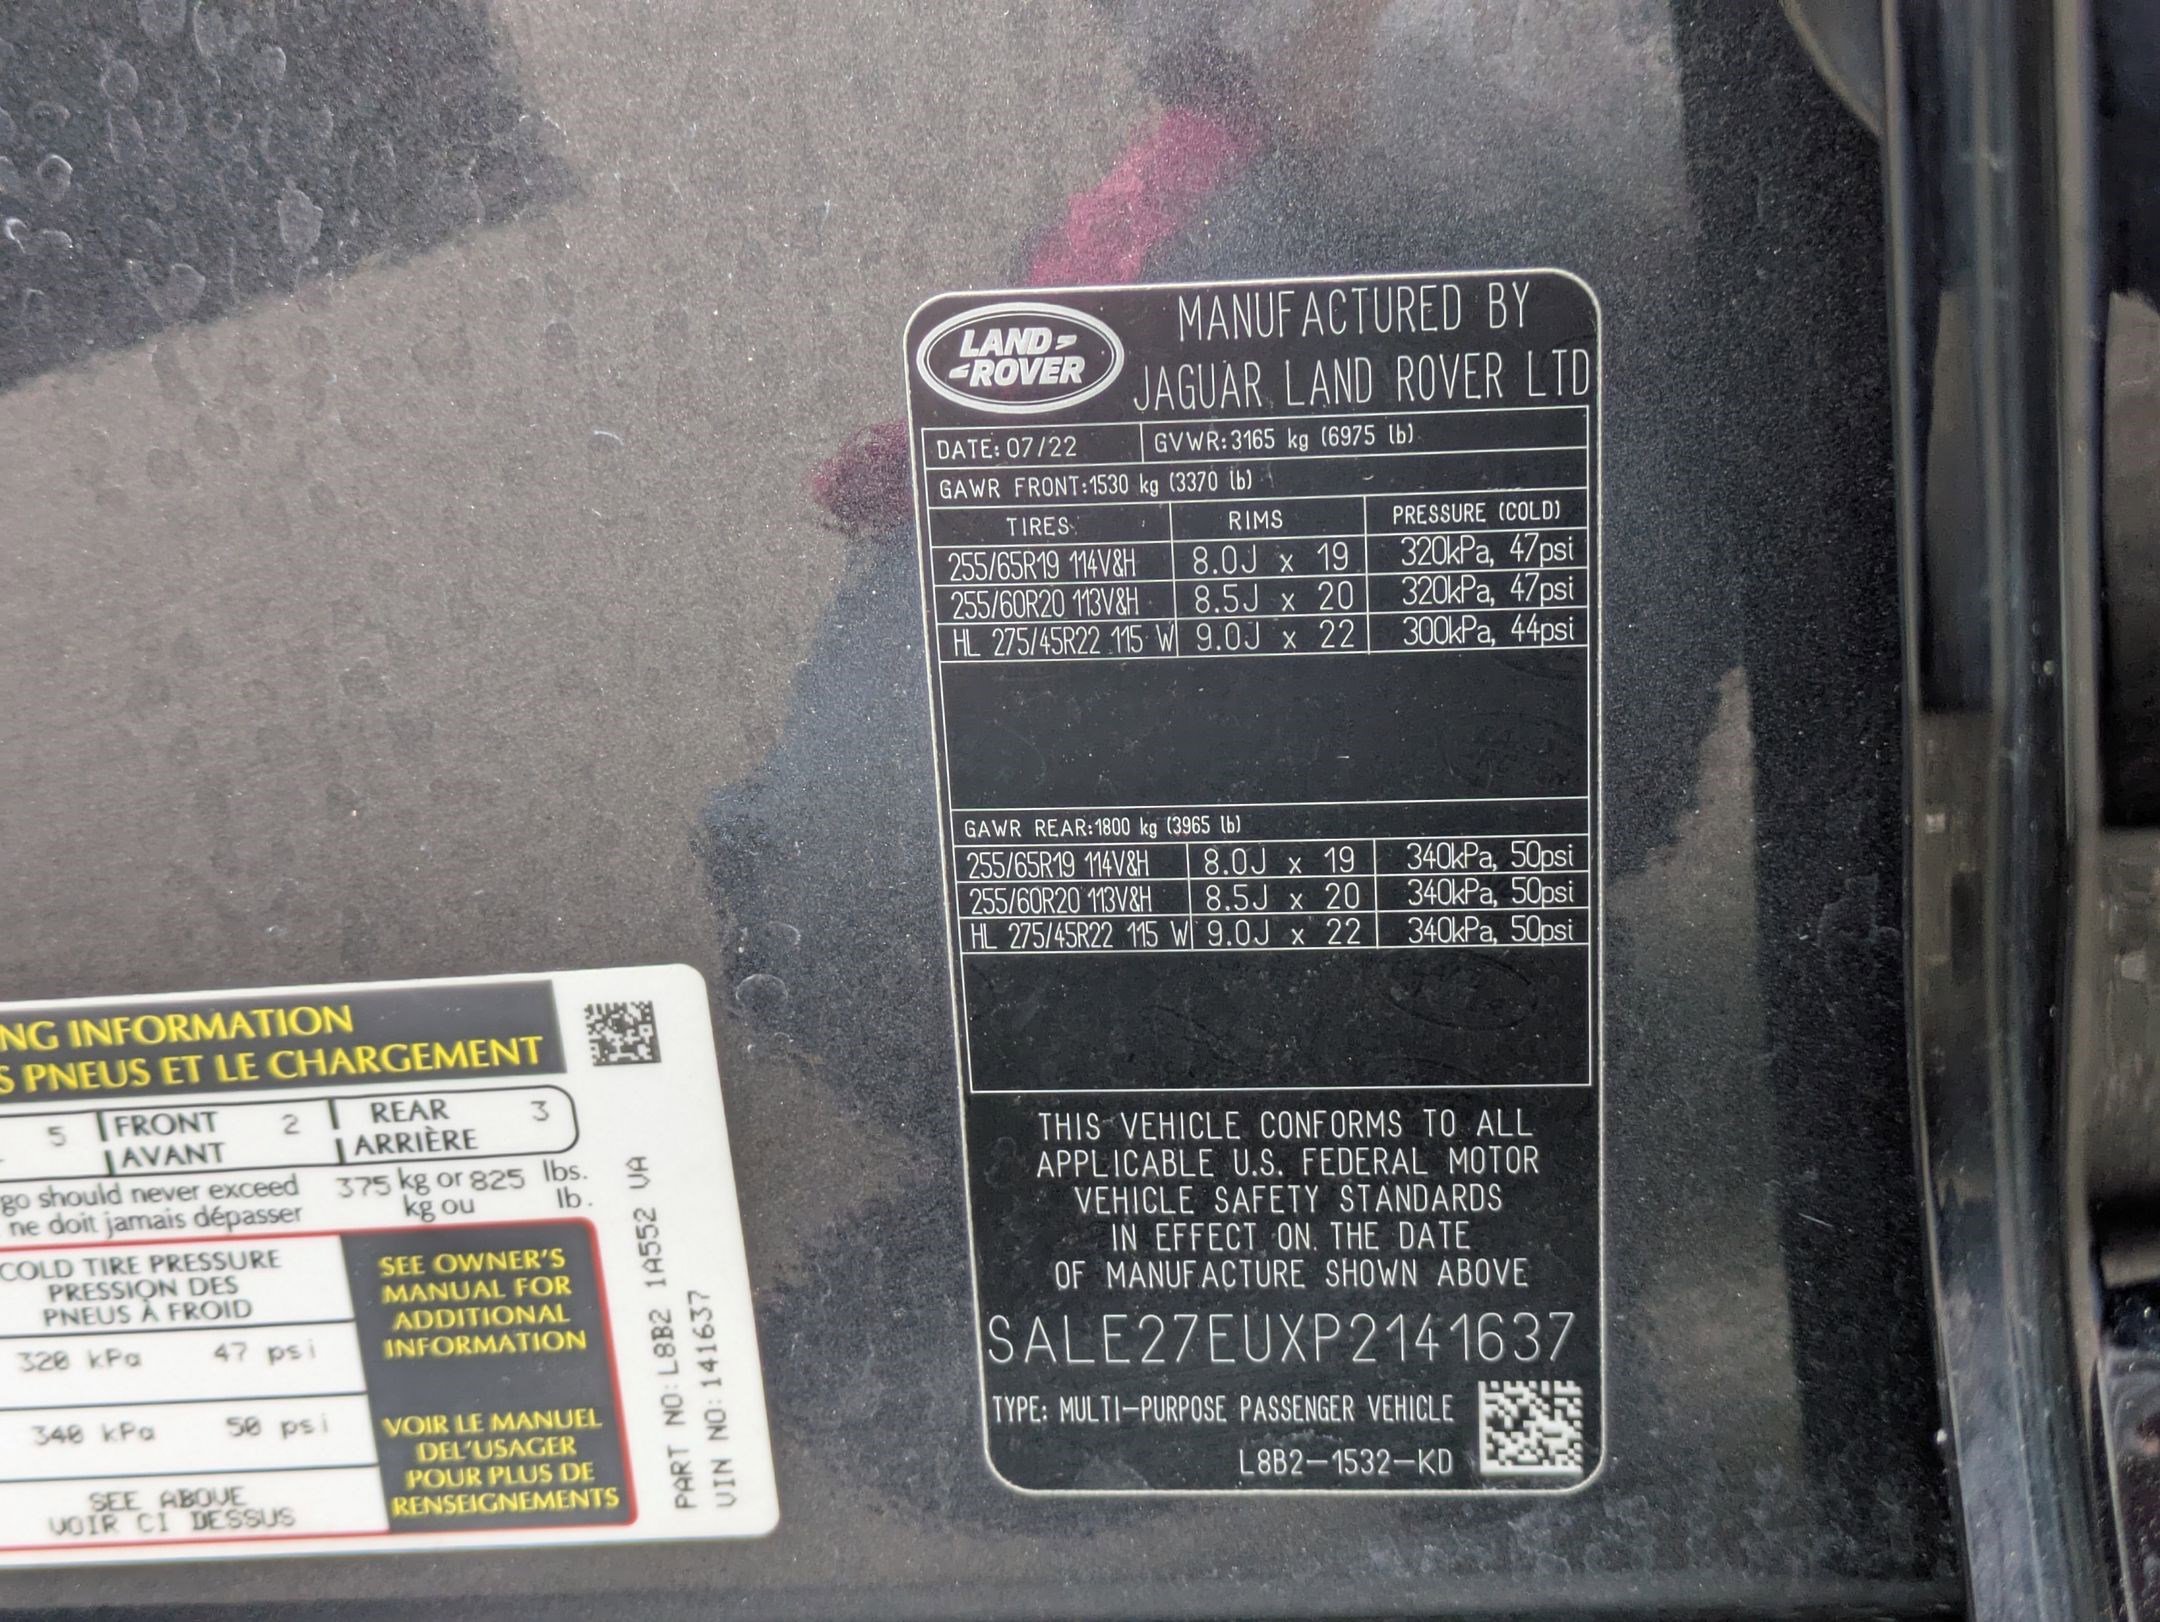 LAND-
-ROVER
MANUFACTURED BY
JAGUAR LAND ROVER LTD
DATE: 07/22 GVWR: 3165 kg (6975 lb)
GAWR FRONT: 1530 kg (3370 lb)
TIRES RIMS PRESSURE (COLD)
255/65R19 114V&H 8.0J x 19 320kPa, 47psi
255/60R20 113V&H 8.5J x 20 320kPa, 47psi
HL 275/45R22 115 W 9.0J x 22 300kPa, 44psi
GAWR REAR: 1800 kg (3965 lb)
255/65R19 114V&H 8.0J x 19 340kPa, 50psi
255/60R20 113V&H 8.5J x 20 340kPa, 50psi
HL 275/45R22 115 W 9.0J x 22 340kPa, 50psi
THIS VEHICLE CONFORMS TO ALL
APPLICABLE U.S. FEDERAL MOTOR
VEHICLE SAFETY STANDARDS
IN EFFECT ON THE DATE
OF MANUFACTURE SHOWN ABOVE
SALE27EUXP2141637
TYPE: MULTI-PURPOSE PASSENGER VEHICLE
L8B2-1532-KD
NG INFORMATION
S PNEUS ET LE CHARGEMENT
5 FRONT 2 REAR 3
AVANT ARRIÈRE
go should never exceed 375 kg or 825 lbs.
ne doit jamais dépasser kg ou lb.
COLD TIRE PRESSURE
PRESSION DES
PNEUS À FROID
320 kPa 47 psi
340 kPa 50 psi
SEE ABOVE
VOIR CI DESSUS
SEE OWNER'S
MANUAL FOR
ADDITIONAL
INFORMATION
VOIR LE MANUEL
DEL'USAGER
POUR PLUS DE
RENSEIGNEMENTS
PART NO: L8B2 1A552 VA
VIN NO: 141637